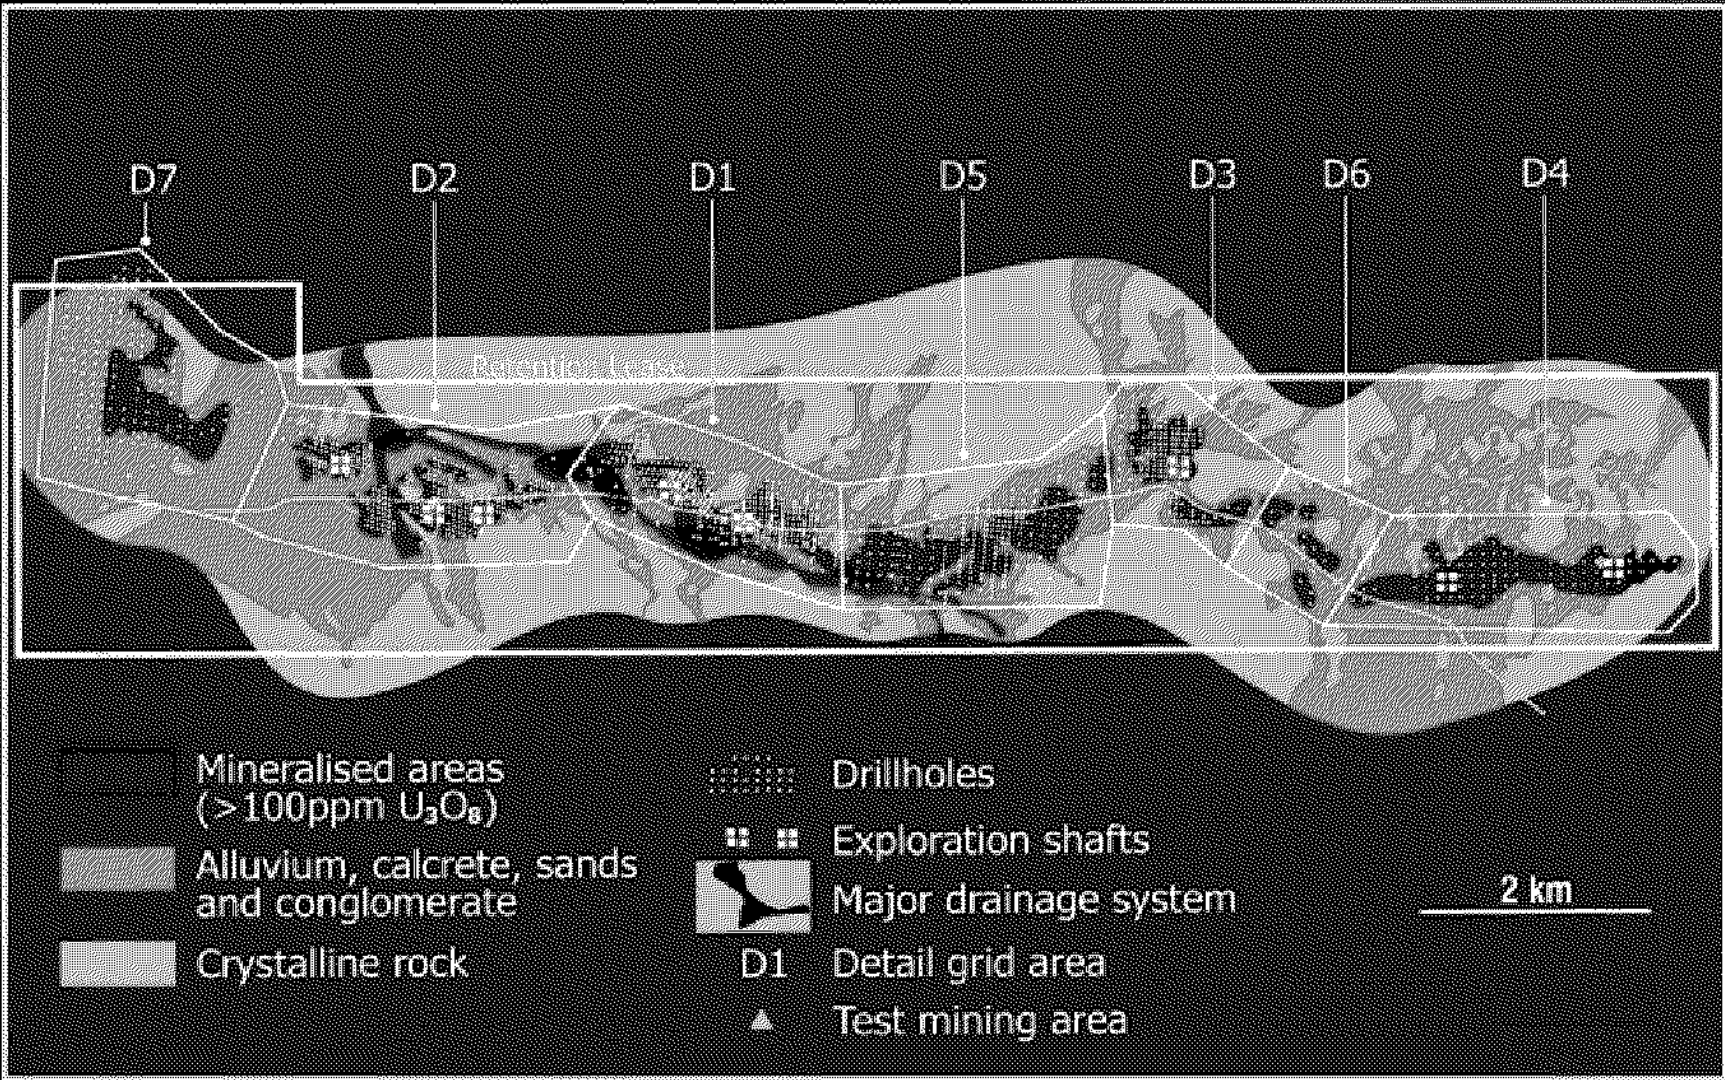 D7 D2 D1 D5 D3 D6 D4
Retention Lease
Mineralised areas
(>100ppm U₃O₈)
Alluvium, calcrete, sands
and conglomerate
Crystalline rock
Drillholes
Exploration shafts
Major drainage system
D1 Detail grid area
Test mining area
2 km